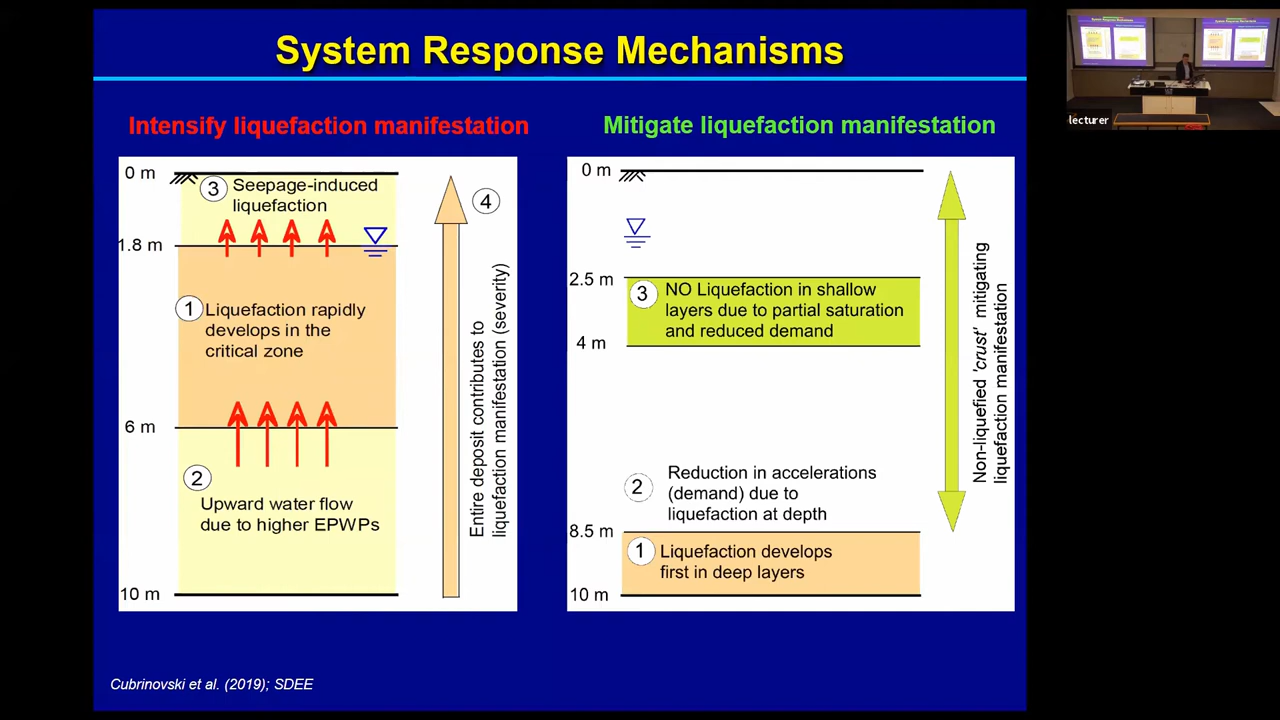 System Response Mechanisms
Intensify liquefaction manifestation
0 m
3 Seepage-induced
liquefaction
1.8 m
1 Liquefaction rapidly
develops in the
critical zone
6 m
2
Upward water flow
due to higher EPWPs
10 m
4
Entire deposit contributes to
liquefaction manifestation (severity)
Mitigate liquefaction manifestation
0 m
2.5 m
3 NO Liquefaction in shallow
layers due to partial saturation
and reduced demand
4 m
2 Reduction in accelerations
(demand) due to
liquefaction at depth
8.5 m
1 Liquefaction develops
first in deep layers
10 m
Non-liquefied 'crust' mitigating
liquefaction manifestation
Cubrinovski et al. (2019); SDEE
lecturer